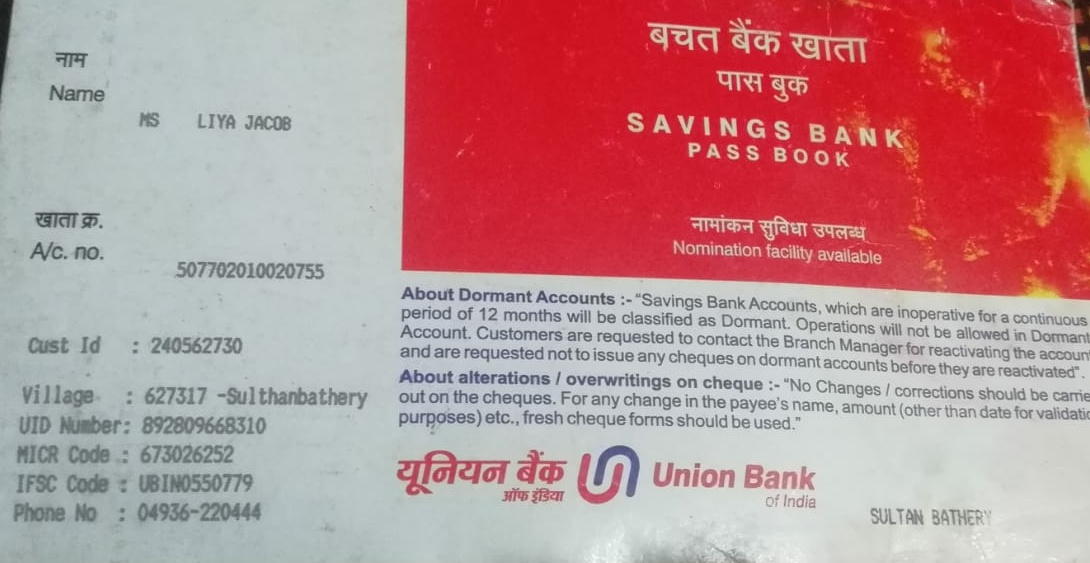 नाम
Name
MS LIYA JACOB
खाता क्र.
A/c. no.
507702010020755
Cust Id : 240562730
Village : 627317 -Sulthanbathery
UID Number: 892809668310
MICR Code : 673026252
IFSC Code : UBIN0550779
Phone No : 04936-220444
बचत बैंक खाता
पास बुक
SAVINGS BANK
PASS BOOK
नामांकन सुविधा उपलब्ध
Nomination facility available
About Dormant Accounts :- “Savings Bank Accounts, which are inoperative for a continuous
period of 12 months will be classified as Dormant. Operations will not be allowed in Dormant
Account. Customers are requested to contact the Branch Manager for reactivating the account
and are requested not to issue any cheques on dormant accounts before they are reactivated”.
About alterations / overwritings on cheque :- “No Changes / corrections should be carrie
out on the cheques. For any change in the payee's name, amount (other than date for validatio
purposes) etc., fresh cheque forms should be used.”
यूनियन बैंक
ऑफ इंडिया
Union Bank
of India
SULTAN BATHERY